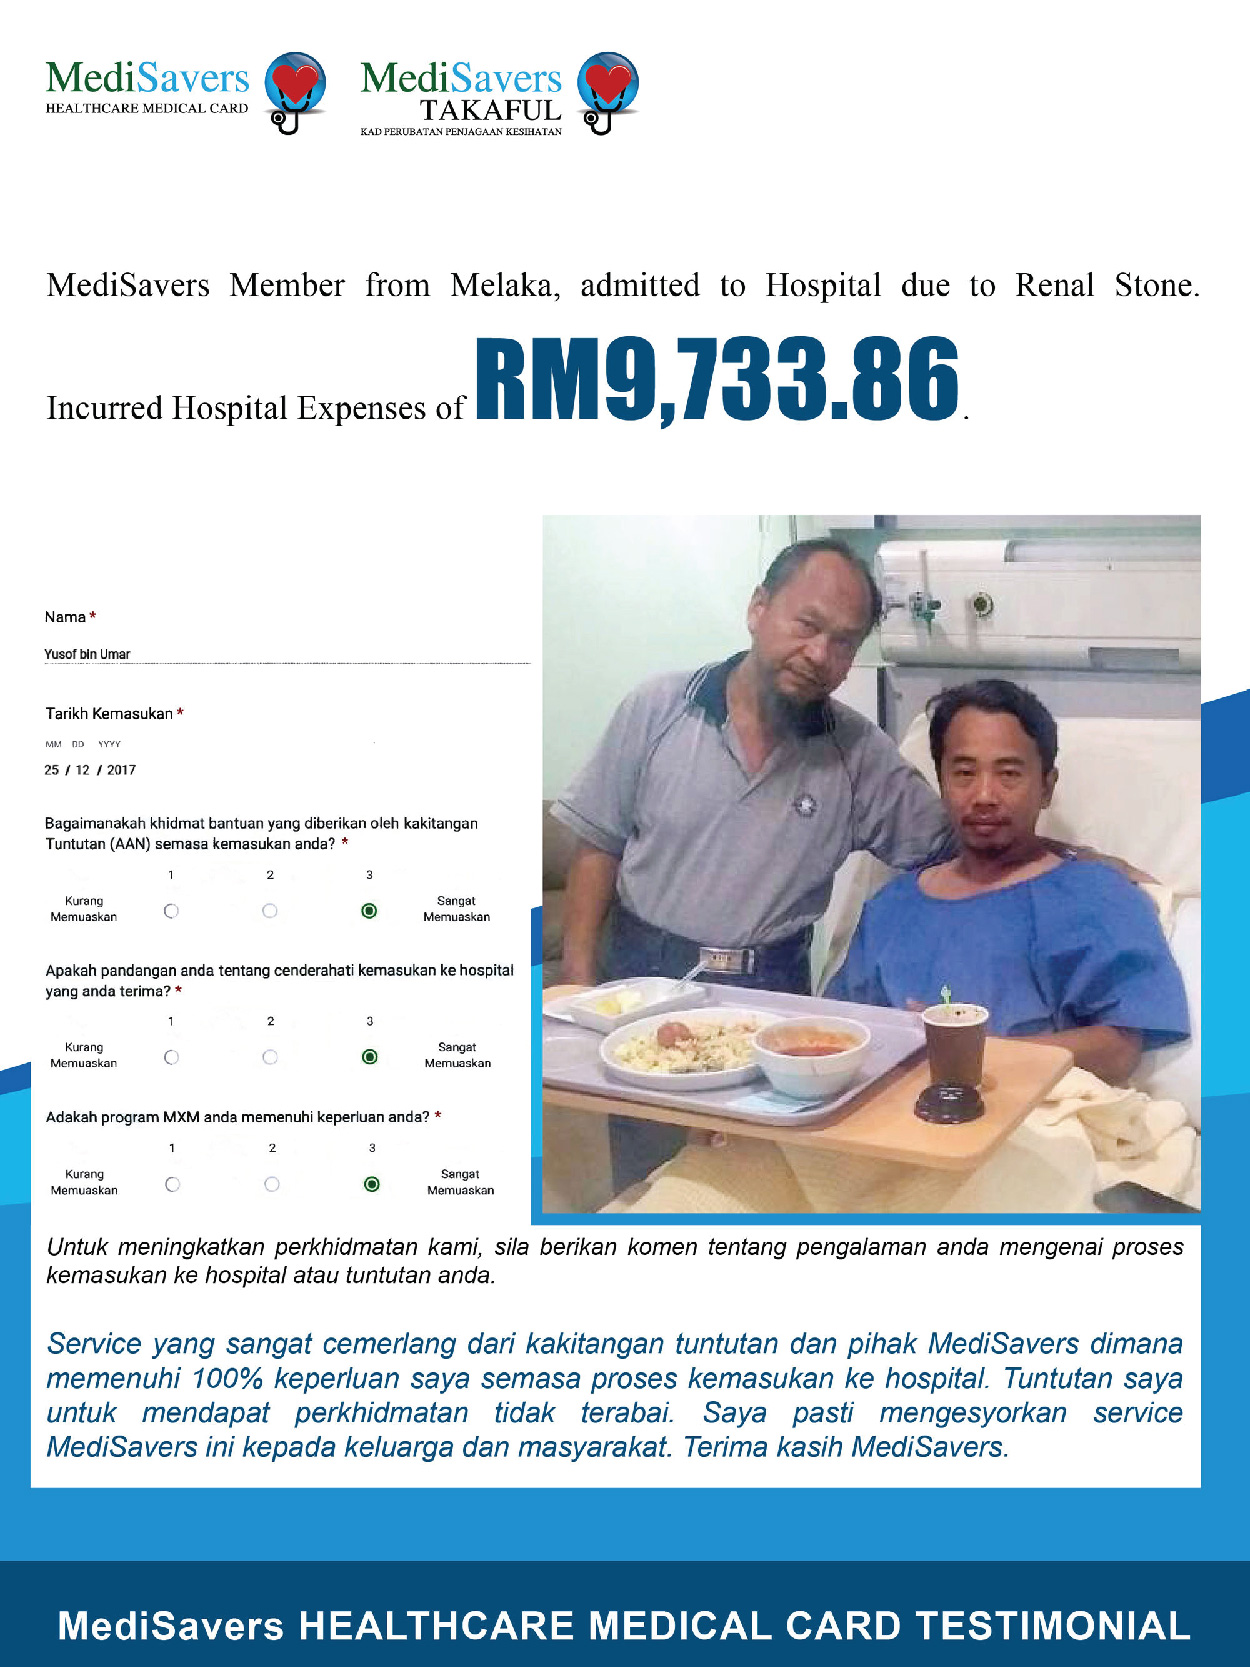 MediSavers
HEALTHCARE MEDICAL CARD
MediSavers
TAKAFUL
KAD PERUBATAN PENJAGAAN KESIHATAN
MediSavers Member from Melaka, admitted to Hospital due to Renal Stone.
Incurred Hospital Expenses of RM9,733.86.
Nama *
Yusof bin Umar
Tarikh Kemasukan *
MM DD YYYY
25 / 12 / 2017
Bagaimanakah khidmat bantuan yang diberikan oleh kakitangan
Tuntutan (AAN) semasa kemasukan anda? *
1 2 3
Kurang Memuaskan Sangat Memuaskan
Apakah pandangan anda tentang cenderahati kemasukan ke hospital
yang anda terima? *
1 2 3
Kurang Memuaskan Sangat Memuaskan
Adakah program MXM anda memenuhi keperluan anda? *
1 2 3
Kurang Memuaskan Sangat Memuaskan
Untuk meningkatkan perkhidmatan kami, sila berikan komen tentang pengalaman anda mengenai proses
kemasukan ke hospital atau tuntutan anda.
Service yang sangat cemerlang dari kakitangan tuntutan dan pihak MediSavers dimana
memenuhi 100% keperluan saya semasa proses kemasukan ke hospital. Tuntutan saya
untuk mendapat perkhidmatan tidak terabai. Saya pasti mengesyorkan service
MediSavers ini kepada keluarga dan masyarakat. Terima kasih MediSavers.
MediSavers HEALTHCARE MEDICAL CARD TESTIMONIAL